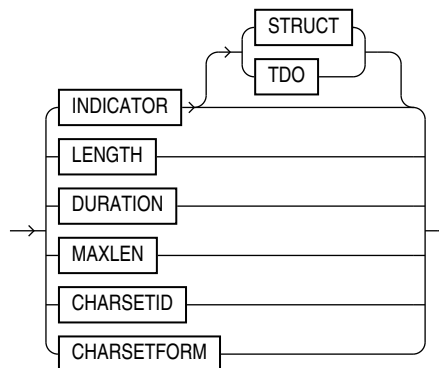 STRUCT
TDO
INDICATOR
LENGTH
DURATION
MAXLEN
CHARSETID
CHARSETFORM